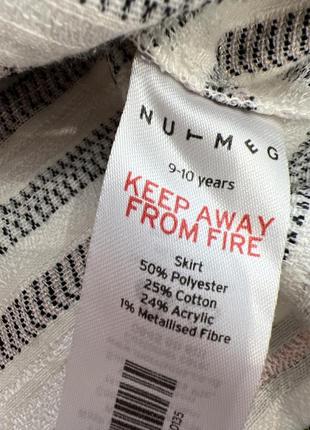 NUTMEG
9-10 years
KEEP AWAY
FROM FIRE
Skirt
50% Polyester
25% Cotton
24% Acrylic
1% Metallised Fibre